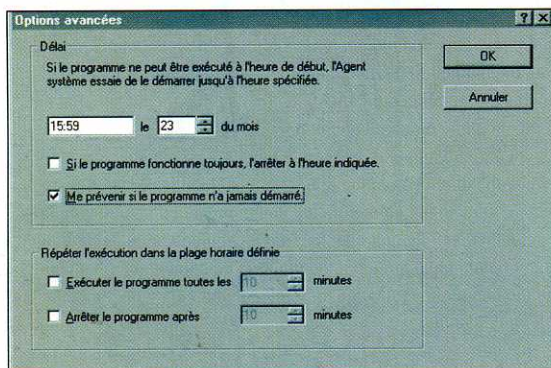 Options avancées
Délai
Si le programme ne peut être exécuté à l'heure de début, l'Agent
système essaie de le démarrer jusqu'à l'heure spécifiée.
15:59 le 23 du mois
Si le programme fonctionne toujours, l'arrêter à l'heure indiquée.
Me prévenir si le programme n'a jamais démarré.
Répéter l'exécution dans la plage horaire définie
Exécuter le programme toutes les 10 minutes
Arrêter le programme après 10 minutes
OK
Annuler